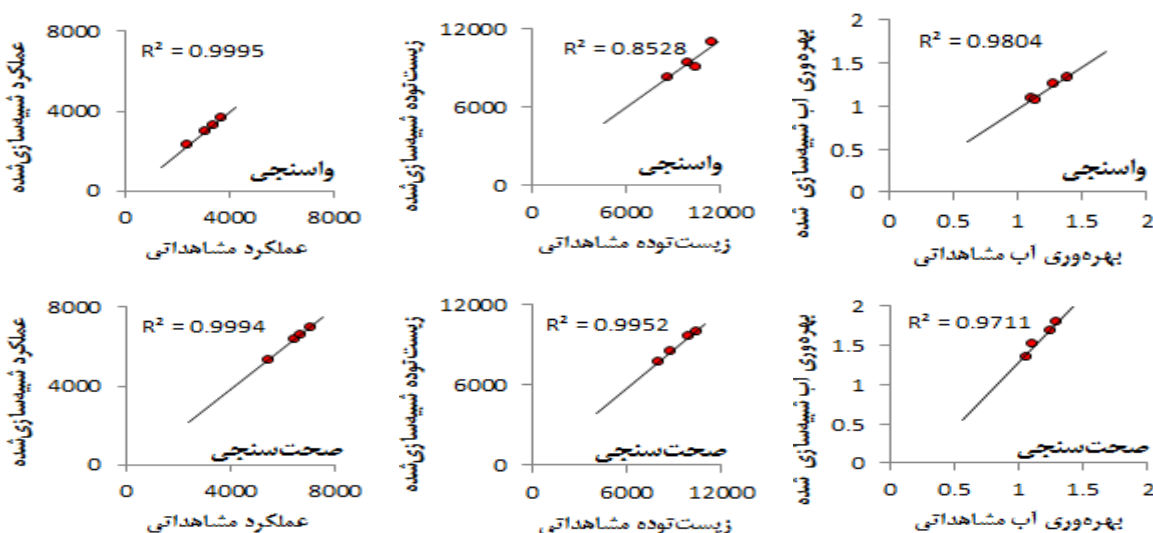 عملکرد شبیه‌سازی‌شده
8000
4000
0
R² = 0.9995
واسنجی
0 4000 8000
عملکرد مشاهداتی
زیست‌توده شبیه‌سازی‌شده
12000
6000
0
R² = 0.8528
واسنجی
0 6000 12000
زیست‌توده مشاهداتی
بهره‌وری آب شبیه‌سازی شده
2
1.5
1
0.5
0
R² = 0.9804
واسنجی
0 0.5 1 1.5 2
بهره‌وری آب مشاهداتی
عملکرد شبیه‌سازی‌شده
8000
4000
0
R² = 0.9994
صحت‌سنجی
0 4000 8000
عملکرد مشاهداتی
زیست‌توده شبیه‌سازی‌شده
12000
6000
0
R² = 0.9952
صحت‌سنجی
0 6000 12000
زیست‌توده مشاهداتی
بهره‌وری آب شبیه‌سازی شده
2
1.5
1
0.5
0
R² = 0.9711
صحت‌سنجی
0 0.5 1 1.5 2
بهره‌وری آب مشاهداتی